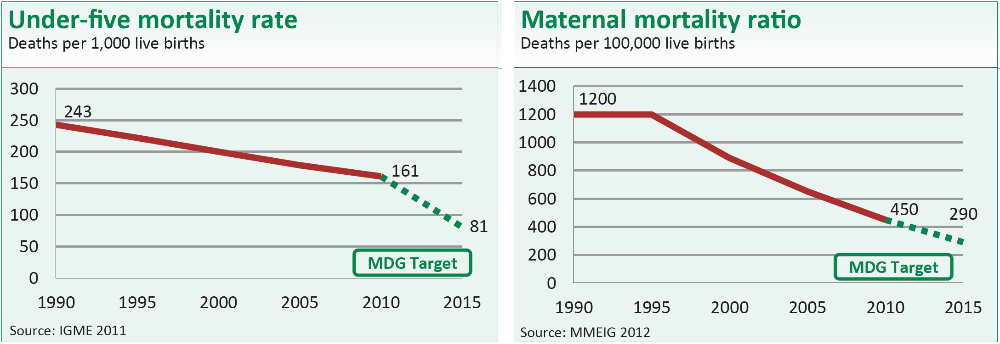 Under-five mortality rate
Deaths per 1,000 live births
300
250
200
150
100
50
0
243
161
81
MDG Target
1990 1995 2000 2005 2010 2015
Source: IGME 2011
Maternal mortality ratio
Deaths per 100,000 live births
1400
1200
1000
800
600
400
200
0
1200
450
290
MDG Target
1990 1995 2000 2005 2010 2015
Source: MMEIG 2012